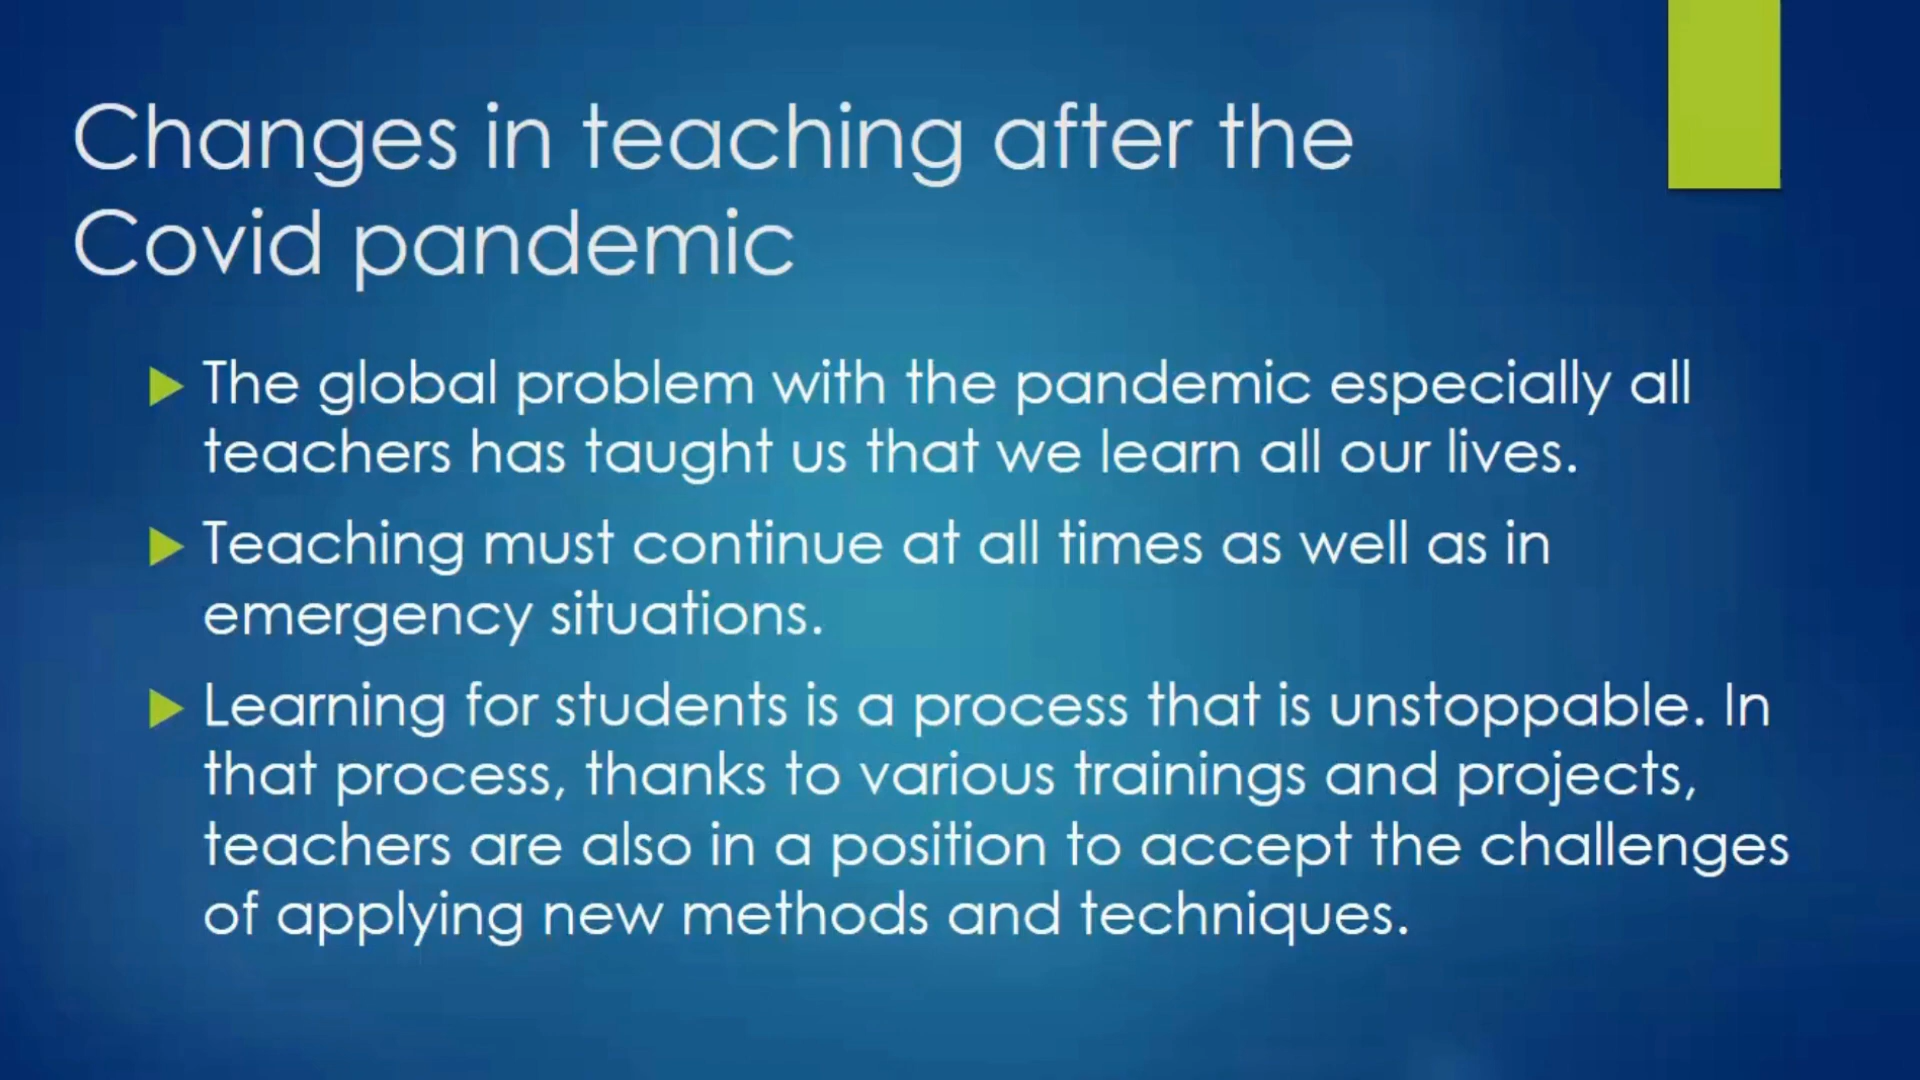 Changes in teaching after the
Covid pandemic
The global problem with the pandemic especially all
teachers has taught us that we learn all our lives.
Teaching must continue at all times as well as in
emergency situations.
Learning for students is a process that is unstoppable. In
that process, thanks to various trainings and projects,
teachers are also in a position to accept the challenges
of applying new methods and techniques.